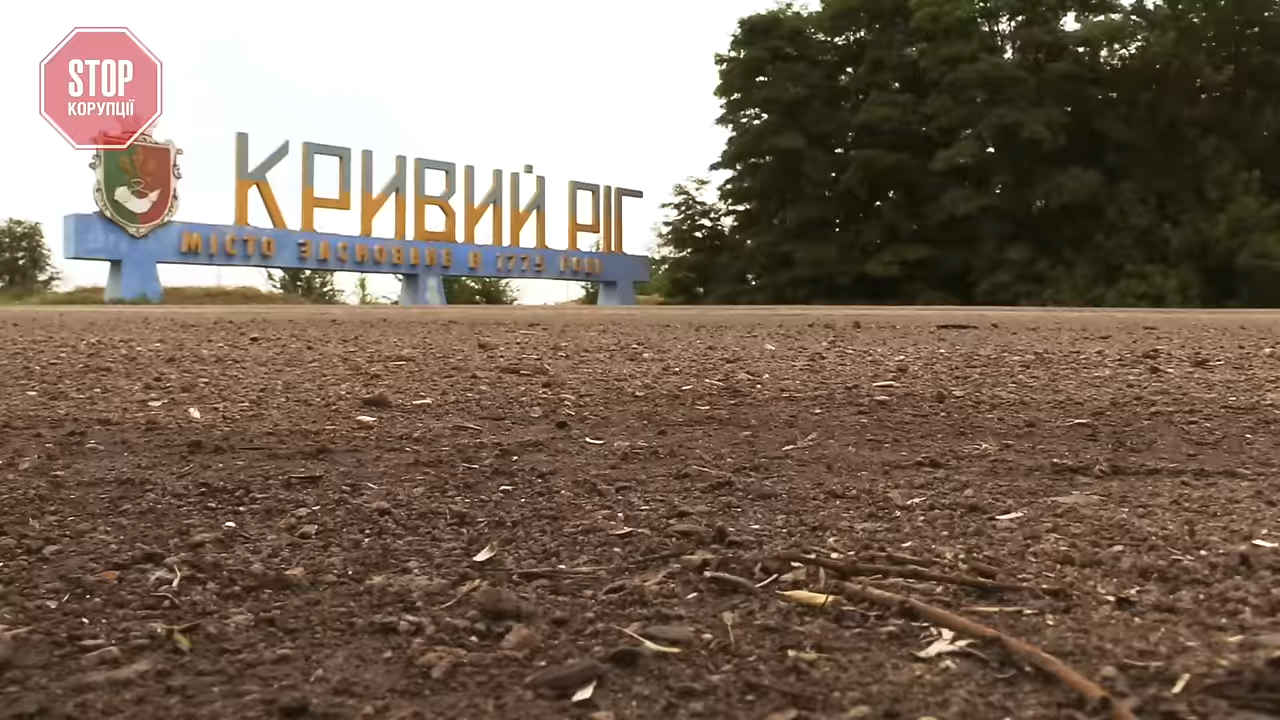 STOP
КОРУПЦІЇ
КРИВИЙ РІГ
МІСТО ЗАСНОВАНЕ В 1775 РОЦІ